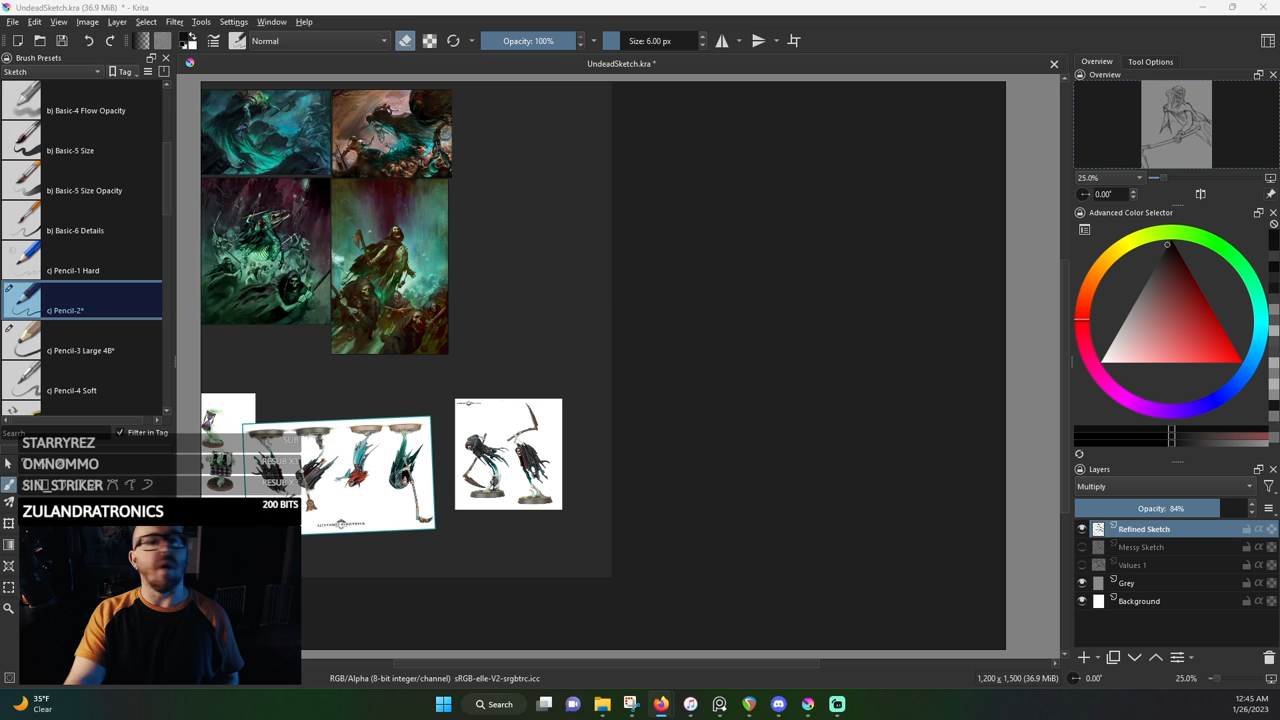 UndeadSketch.kra (36.9 MiB) * - Krita
File Edit View Image Layer Select Filter Tools Settings Window Help
Normal
Opacity: 100%
Size: 6.00 px
Brush Presets
UndeadSketch.kra *
Overview Tool Options
Sketch
Tag
Overview
b) Basic-4 Flow Opacity
b) Basic-5 Size
25.0%
0.00°
b) Basic-5 Size Opacity
Advanced Color Selector
b) Basic-6 Details
c) Pencil-1 Hard
c) Pencil-2*
c) Pencil-3 Large 4B*
c) Pencil-4 Soft
Search
Filter in Tag
STARRYREZ
SUB
OMNØMMO
RESUB X3
SIN_STRIKER
RESUB X3
ZULANDRATRONICS
200 BITS
Layers
Multiply
Opacity: 84%
Refined Sketch
Messy Sketch
Values 1
Grey
Background
RGB/Alpha (8-bit integer/channel) sRGB-elle-V2-srgbtrc.icc
1,200 x 1,500 (36.9 MiB)
0.00°
25.0%
35°F
Clear
Search
12:45 AM
1/26/2023